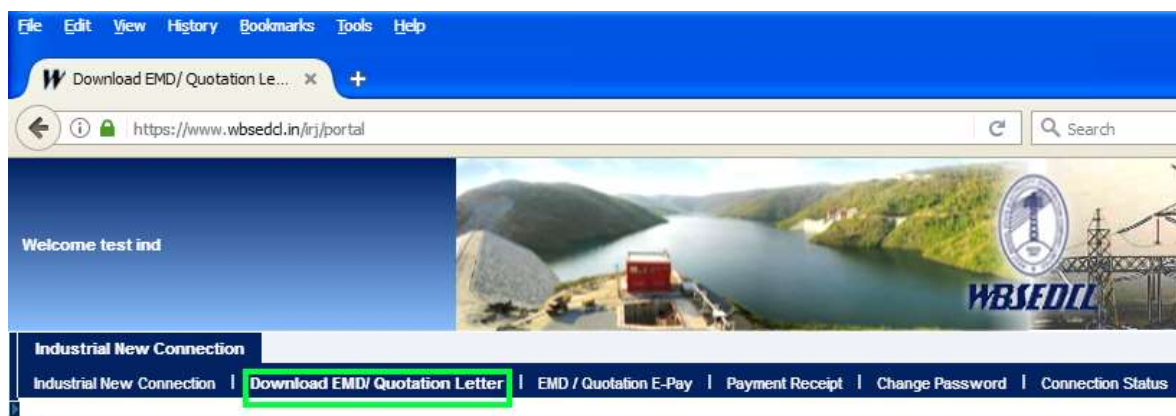 File Edit View History Bookmarks Tools Help
W Download EMD/ Quotation Le... × +
https://www.wbsedcl.in/irj/portal Search
Welcome test ind
WBSEDCL
Industrial New Connection
Industrial New Connection | Download EMD/ Quotation Letter | EMD / Quotation E-Pay | Payment Receipt | Change Password | Connection Status